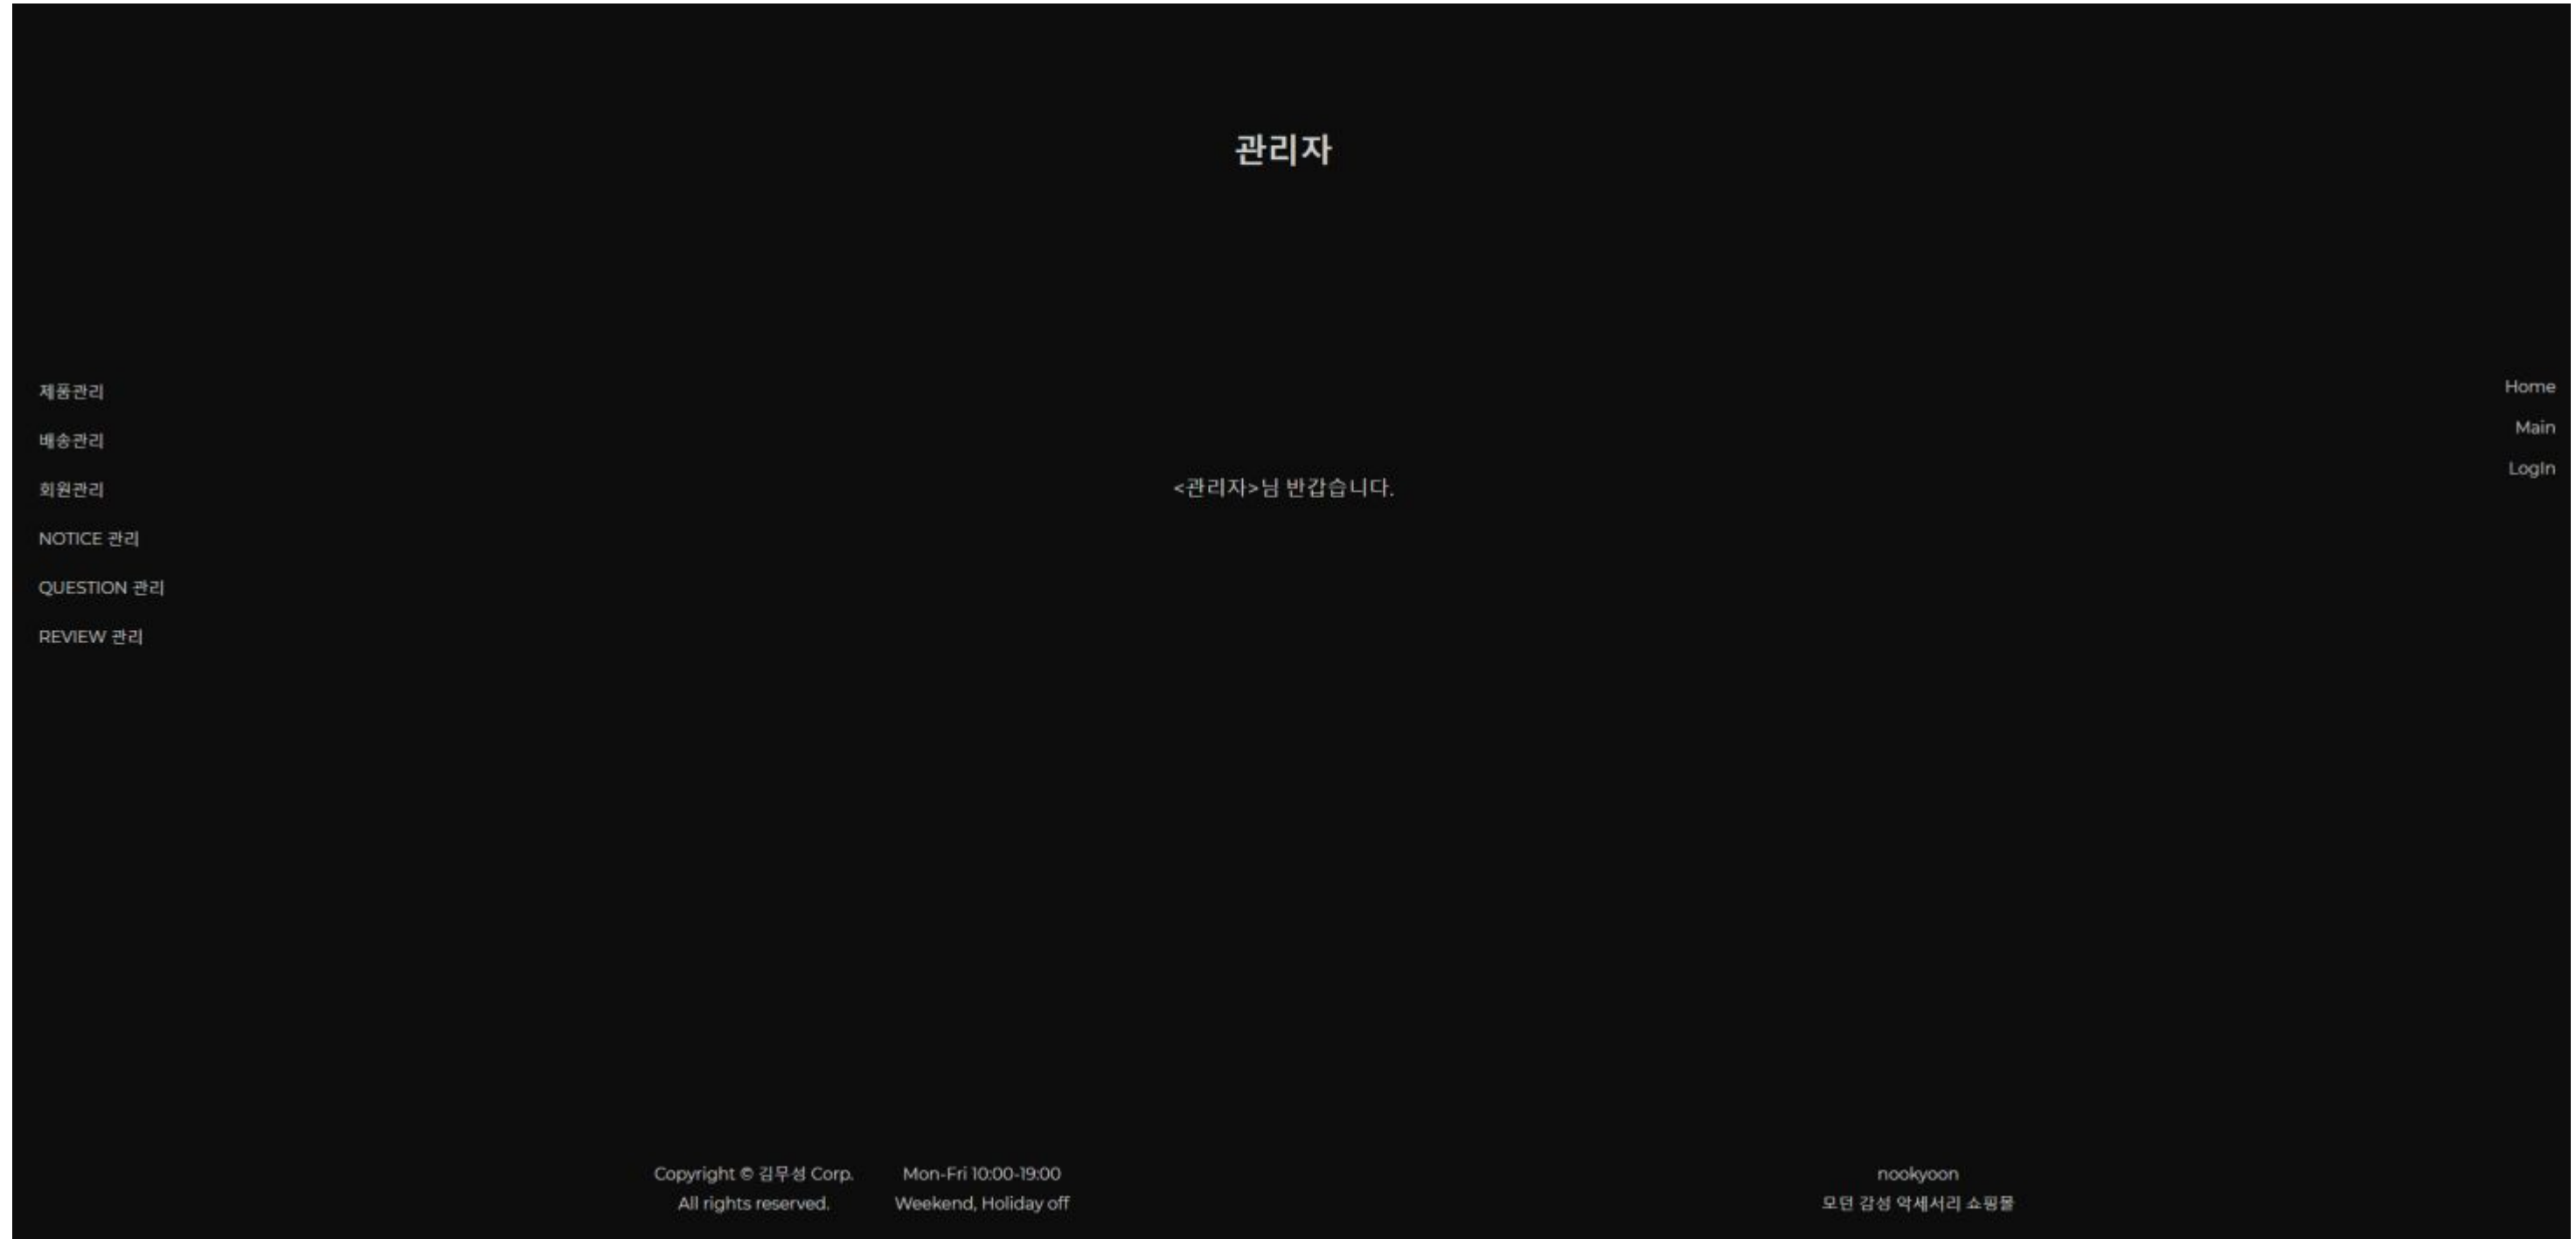 관리자
제품관리
배송관리
회원관리
NOTICE 관리
QUESTION 관리
REVIEW 관리
<관리자>님 반갑습니다.
Home
Main
LogIn
Copyright © 김무성 Corp.
All rights reserved.
Mon-Fri 10:00-19:00
Weekend, Holiday off
nookyoon
모던 감성 악세서리 쇼핑몰